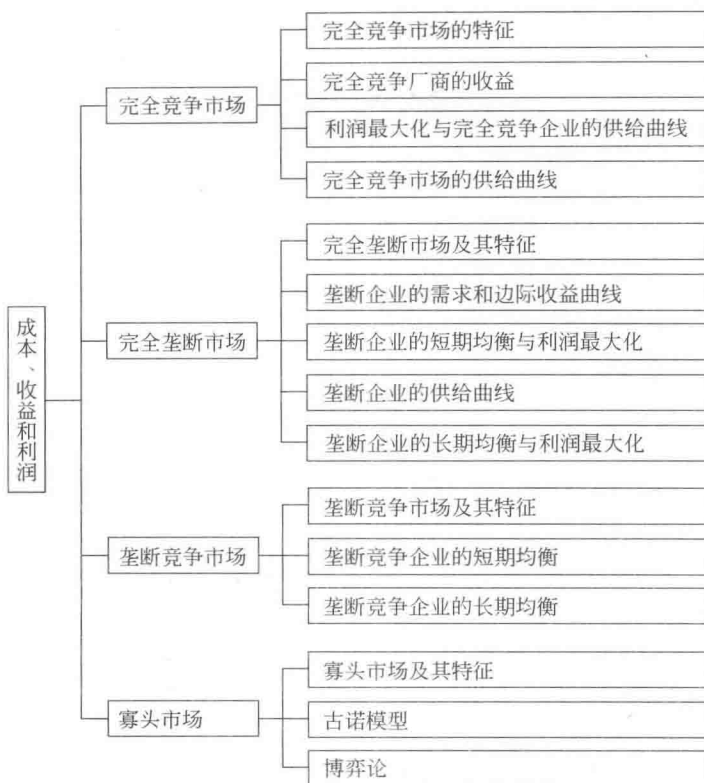 成本、收益和利润
完全竞争市场
完全竞争市场的特征
完全竞争厂商的收益
利润最大化与完全竞争企业的供给曲线
完全竞争市场的供给曲线
完全垄断市场
完全垄断市场及其特征
垄断企业的需求和边际收益曲线
垄断企业的短期均衡与利润最大化
垄断企业的供给曲线
垄断企业的长期均衡与利润最大化
垄断竞争市场
垄断竞争市场及其特征
垄断竞争企业的短期均衡
垄断竞争企业的长期均衡
寡头市场
寡头市场及其特征
古诺模型
博弈论